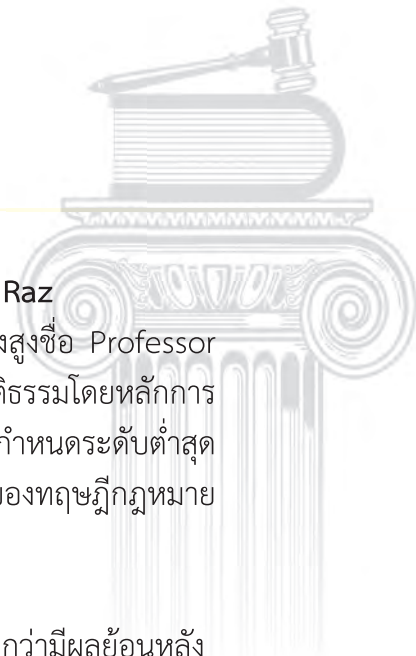 Raz
งสูงชื่อ Professor
ติธรรมโดยหลักการ
กำหนดระดับต่ำสุด
ของทฤษฎีกฎหมาย
กว่ามีผลย้อนหลัง